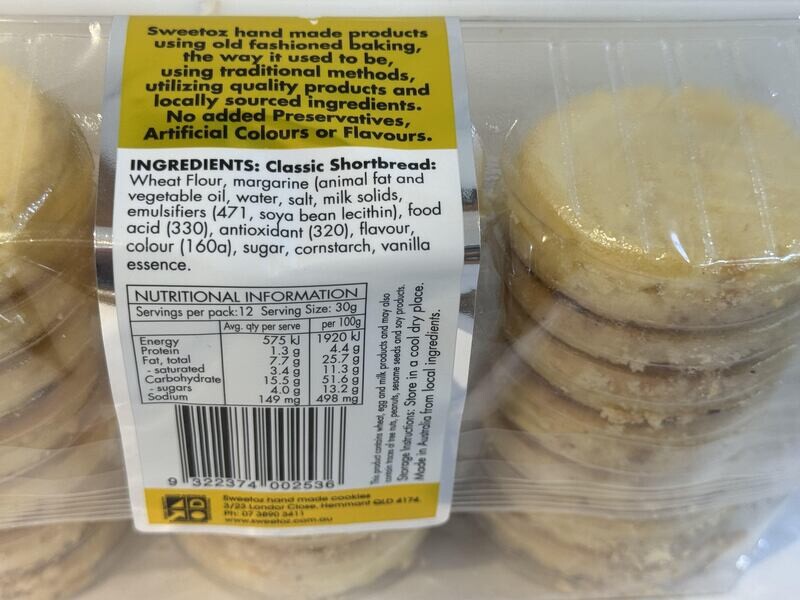 Sweetoz hand made products
using old fashioned baking,
the way it used to be,
using traditional methods,
utilizing quality products and
locally sourced ingredients.
No added Preservatives,
Artificial Colours or Flavours.
INGREDIENTS: Classic Shortbread:
Wheat Flour, margarine (animal fat and
vegetable oil, water, salt, milk solids,
emulsifiers (471, soya bean lecithin), food
acid (330), antioxidant (320), flavour,
colour (160a), sugar, cornstarch, vanilla
essence.
NUTRITIONAL INFORMATION
Servings per pack:12 Serving Size: 30g
Avg. qty per serve per 100g
Energy 575 kJ 1920 kJ
Protein 1.3 g 4.4 g
Fat, total 7.7 g 25.7 g
- saturated 3.4 g 11.3 g
Carbohydrate 15.5 g 51.6 g
- sugars 4.0 g 13.2 g
Sodium 149 mg 498 mg
This product contains wheat, egg and milk products and may also
contain traces of tree nuts, peanuts, sesame seeds and soy products.
Storage Instructions: Store in a cool dry place.
Made in Australia from local ingredients.
9 322374 002536
Sweetoz hand made cookies
3/23 Londor Close, Hemmant QLD 4174
Ph: 07 3890 3411
www.sweetoz.com.au